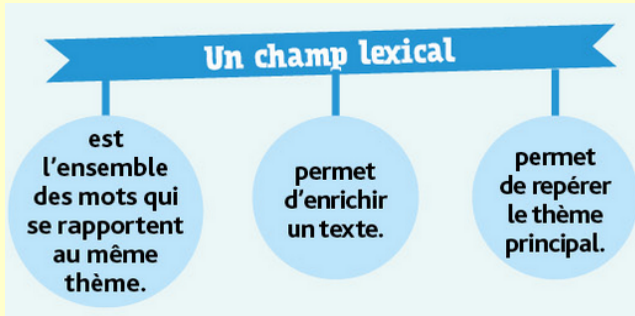 Un champ lexical
est
l'ensemble
des mots qui
se rapportent
au même
thème.
permet
d'enrichir
un texte.
permet
de repérer
le thème
principal.